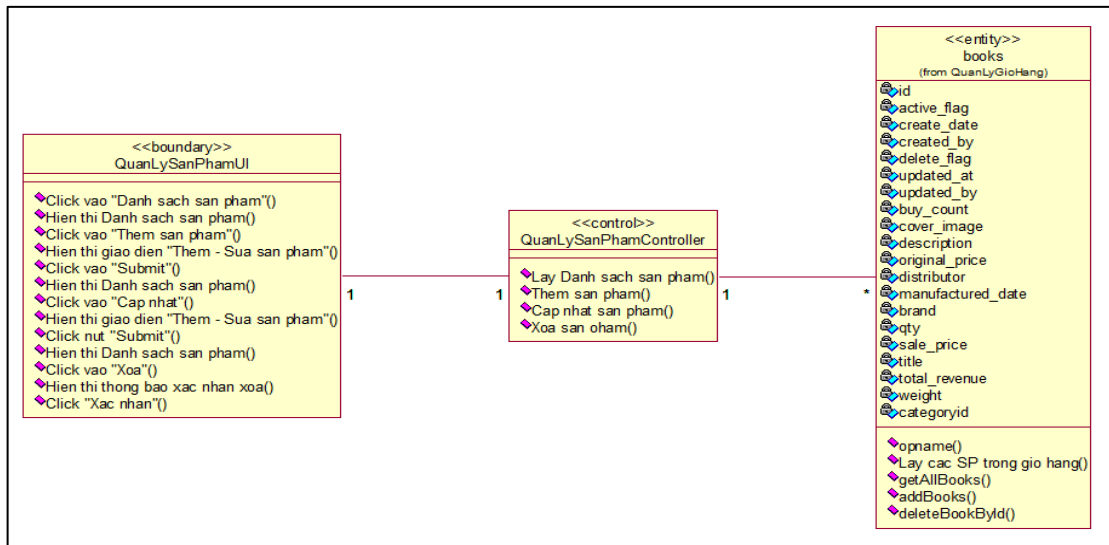 <<boundary>>
QuanLySanPhamUI
Click vao "Danh sach san pham"()
Hien thi Danh sach san pham()
Click vao "Them san pham"()
Hien thi giao dien "Them - Sua san pham"()
Click vao "Submit"()
Hien thi Danh sach san pham()
Click vao "Cap nhat"()
Hien thi giao dien "Them - Sua san pham"()
Click nut "Submit"()
Hien thi Danh sach san pham()
Click vao "Xoa"()
Hien thi thong bao xac nhan xoa()
Click "Xac nhan"()
1
1
<<control>>
QuanLySanPhamController
Lay Danh sach san pham()
Them san pham()
Cap nhat san pham()
Xoa san oham()
1
*
<<entity>>
books
(from QuanLyGioHang)
id
active_flag
create_date
created_by
delete_flag
updated_at
updated_by
buy_count
cover_image
description
original_price
distributor
manufactured_date
brand
qty
sale_price
title
total_revenue
weight
categoryid
opname()
Lay cac SP trong gio hang()
getAllBooks()
addBooks()
deleteBookById()